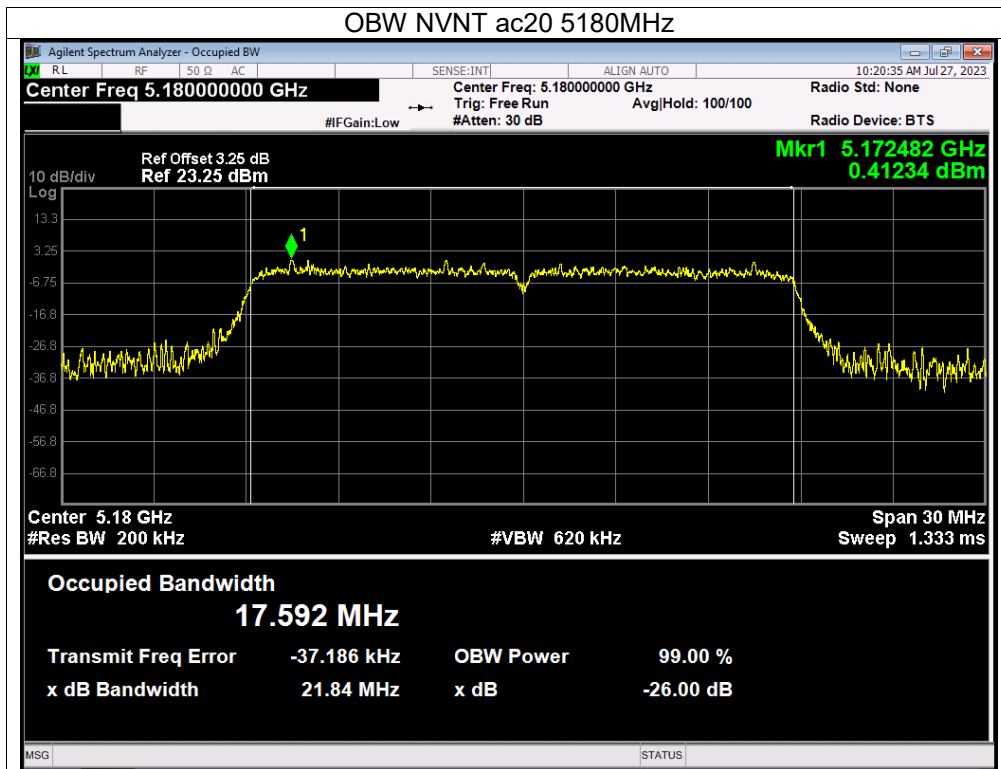 OBW NVNT ac20 5180MHz
Agilent Spectrum Analyzer - Occupied BW
LXI RL RF 50 Ω AC SENSE:INT ALIGN AUTO 10:20:35 AM Jul 27, 2023
Center Freq 5.180000000 GHz Center Freq: 5.180000000 GHz Radio Std: None
Trig: Free Run Avg|Hold: 100/100
#IFGain:Low #Atten: 30 dB Radio Device: BTS
Mkr1 5.172482 GHz
0.41234 dBm
Ref Offset 3.25 dB
10 dB/div Ref 23.25 dBm
Log
13.3
1
3.25
-6.75
-16.8
-26.8
-36.8
-46.8
-56.8
-66.8
Center 5.18 GHz Span 30 MHz
#Res BW 200 kHz #VBW 620 kHz Sweep 1.333 ms
Occupied Bandwidth
17.592 MHz
Transmit Freq Error -37.186 kHz OBW Power 99.00 %
x dB Bandwidth 21.84 MHz x dB -26.00 dB
MSG STATUS